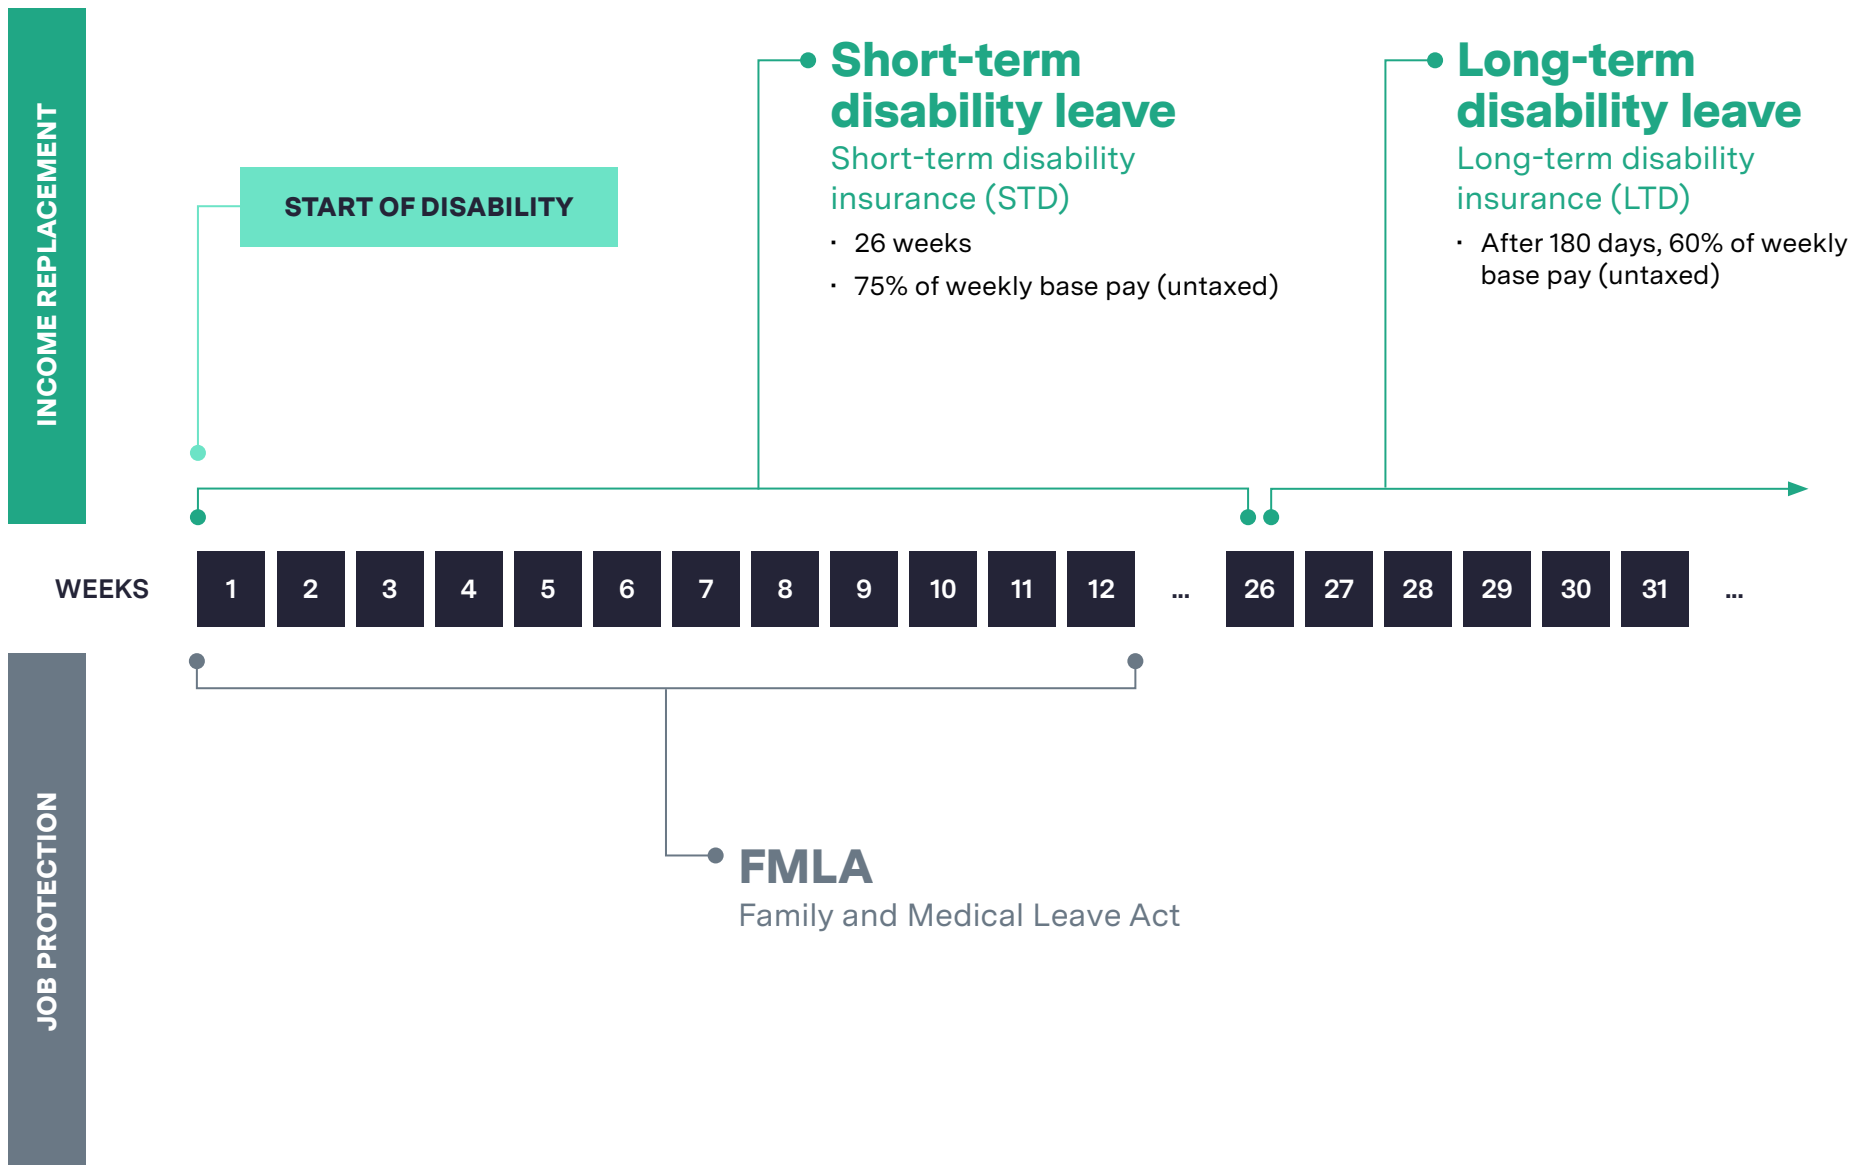 INCOME REPLACEMENT
START OF DISABILITY
Short-term
disability leave
Short-term disability
insurance (STD)
· 26 weeks
· 75% of weekly base pay (untaxed)
Long-term
disability leave
Long-term disability
insurance (LTD)
· After 180 days, 60% of weekly
base pay (untaxed)
WEEKS 1 2 3 4 5 6 7 8 9 10 11 12 ... 26 27 28 29 30 31 ...
JOB PROTECTION
FMLA
Family and Medical Leave Act